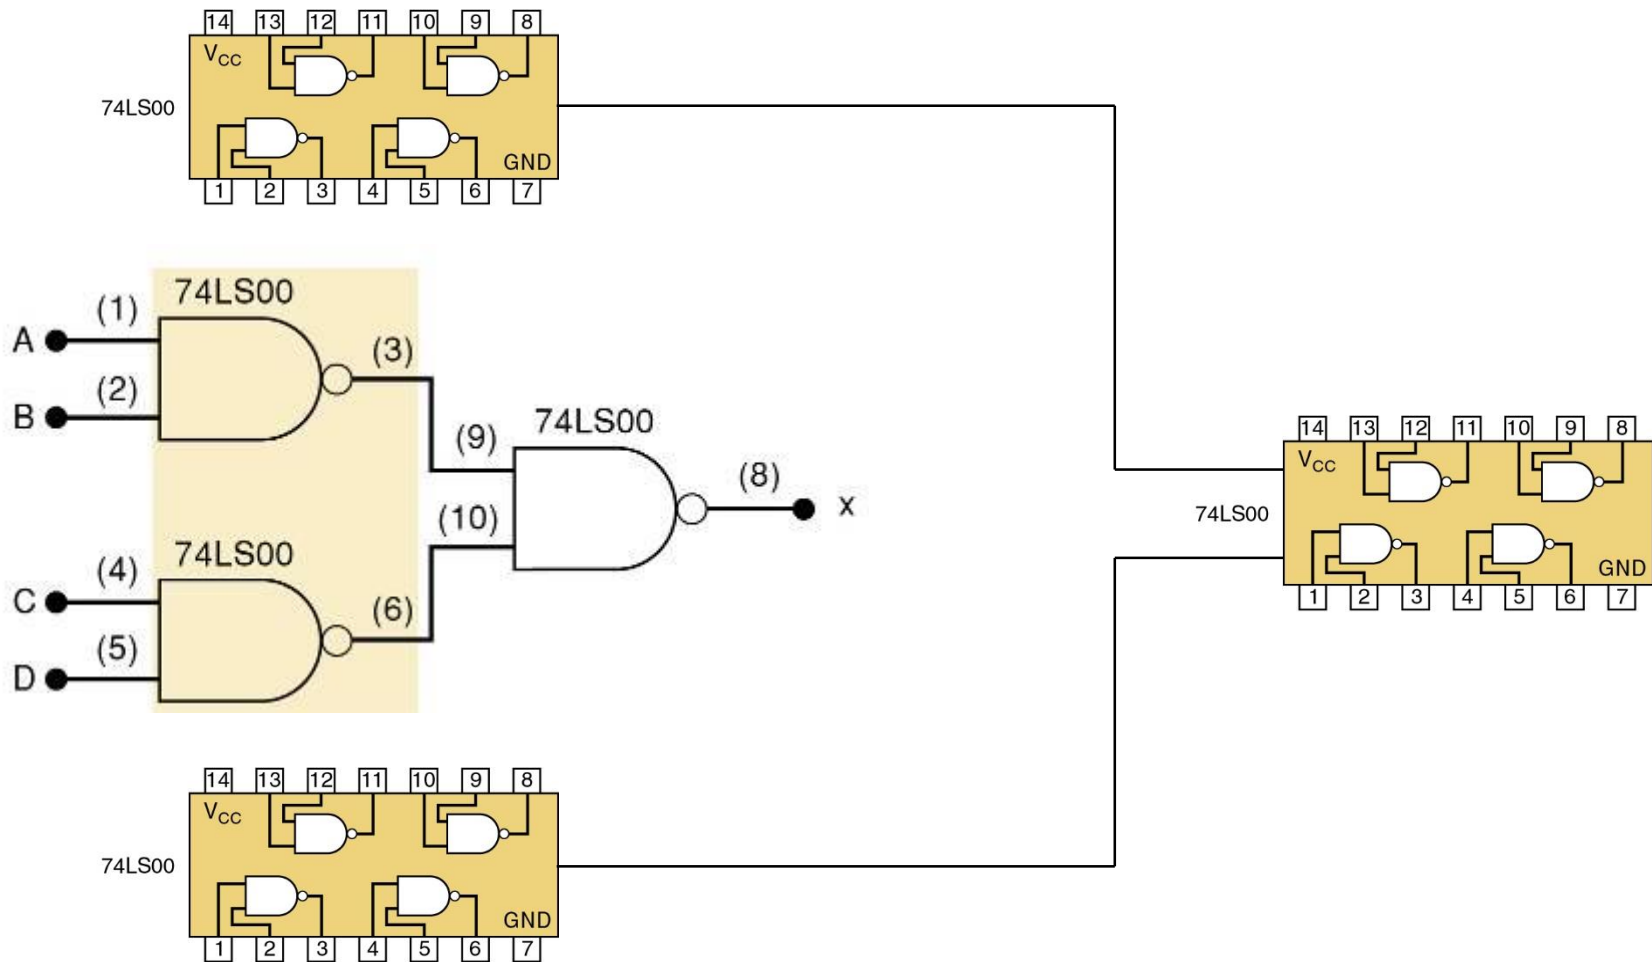 14 13 12 11 10 9 8
VCC
74LS00
GND
1 2 3 4 5 6 7
74LS00
(1)
A
(3)
(2)
B
74LS00
(9)
(8)
x
(10)
74LS00
(4)
C
(6)
(5)
D
14 13 12 11 10 9 8
VCC
74LS00
GND
1 2 3 4 5 6 7
14 13 12 11 10 9 8
VCC
74LS00
GND
1 2 3 4 5 6 7